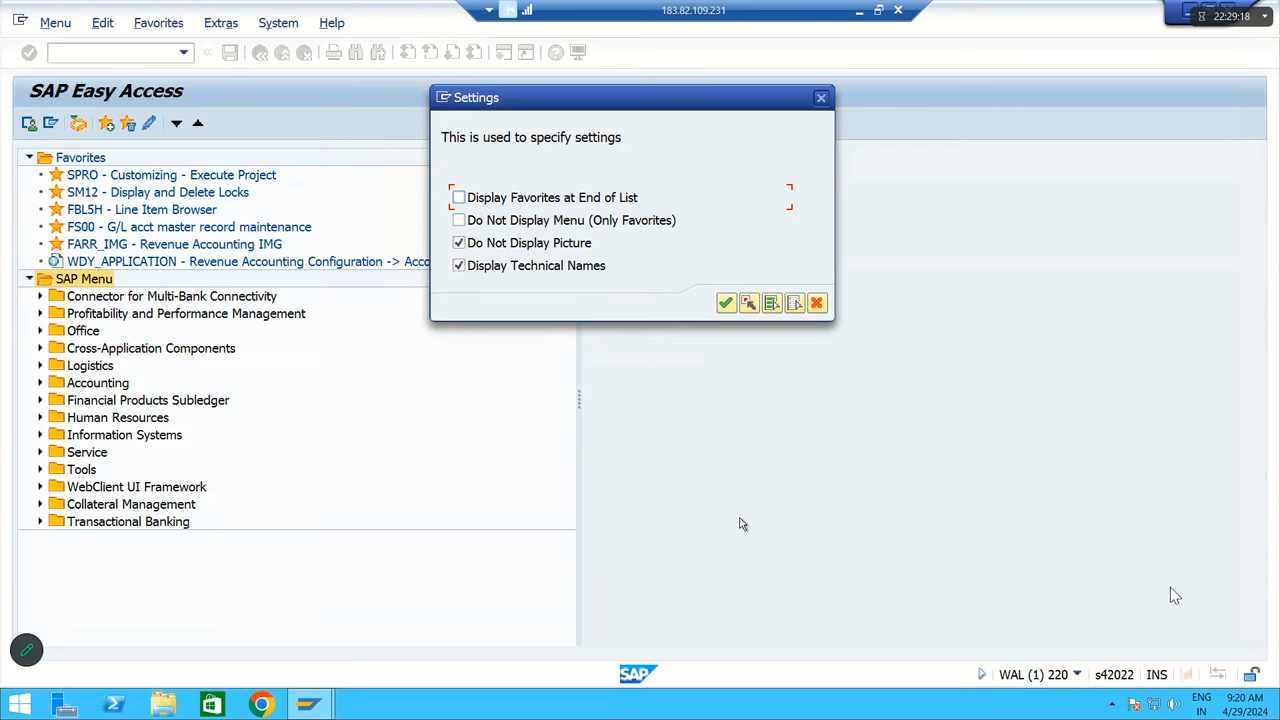 183.82.109.231
22:29:18
Menu Edit Favorites Extras System Help
SAP Easy Access
Settings
This is used to specify settings
Display Favorites at End of List
Do Not Display Menu (Only Favorites)
Do Not Display Picture
Display Technical Names
Favorites
SPRO - Customizing - Execute Project
SM12 - Display and Delete Locks
FBL5H - Line Item Browser
FS00 - G/L acct master record maintenance
FARR_IMG - Revenue Accounting IMG
WDY_APPLICATION - Revenue Accounting Configuration -> Acco
SAP Menu
Connector for Multi-Bank Connectivity
Profitability and Performance Management
Office
Cross-Application Components
Logistics
Accounting
Financial Products Subledger
Human Resources
Information Systems
Service
Tools
WebClient UI Framework
Collateral Management
Transactional Banking
SAP
WAL (1) 220 s42022 INS
ENG 9:20 AM
IN 4/29/2024